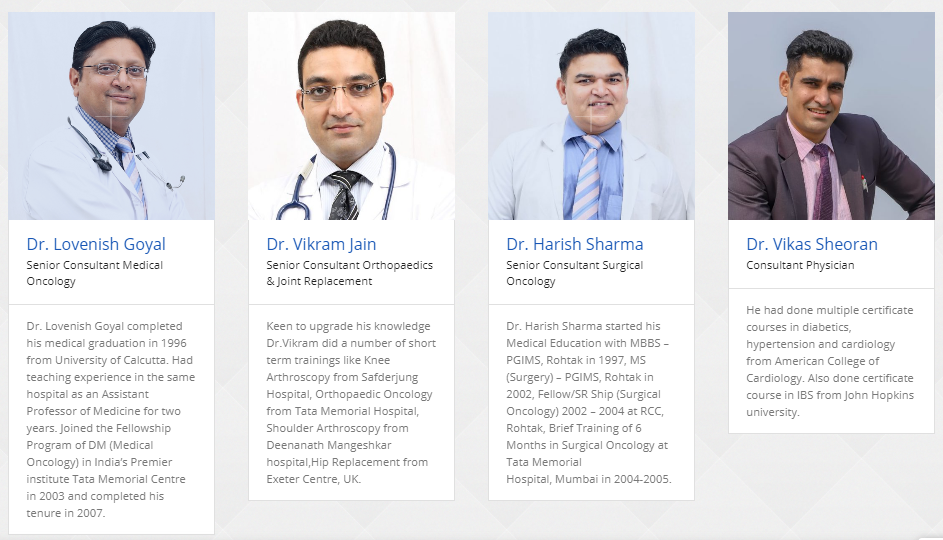 Dr. Lovenish Goyal
Senior Consultant Medical
Oncology
Dr. Lovenish Goyal completed
his medical graduation in 1996
from University of Calcutta. Had
teaching experience in the same
hospital as an Assistant
Professor of Medicine for two
years. Joined the Fellowship
Program of DM (Medical
Oncology) in India's Premier
institute Tata Memorial Centre
in 2003 and completed his
tenure in 2007.
Dr. Vikram Jain
Senior Consultant Orthopaedics
& Joint Replacement
Keen to upgrade his knowledge
Dr.Vikram did a number of short
term trainings like Knee
Arthroscopy from Safderjung
Hospital, Orthopaedic Oncology
from Tata Memorial Hospital,
Shoulder Arthroscopy from
Deenanath Mangeshkar
hospital,Hip Replacement from
Exeter Centre, UK.
Dr. Harish Sharma
Senior Consultant Surgical
Oncology
Dr. Harish Sharma started his
Medical Education with MBBS –
PGIMS, Rohtak in 1997, MS
(Surgery) – PGIMS, Rohtak in
2002, Fellow/SR Ship (Surgical
Oncology) 2002 – 2004 at RCC,
Rohtak, Brief Training of 6
Months in Surgical Oncology at
Tata Memorial
Hospital, Mumbai in 2004-2005.
Dr. Vikas Sheoran
Consultant Physician
He had done multiple certificate
courses in diabetics,
hypertension and cardiology
from American College of
Cardiology. Also done certificate
course in IBS from John Hopkins
university.